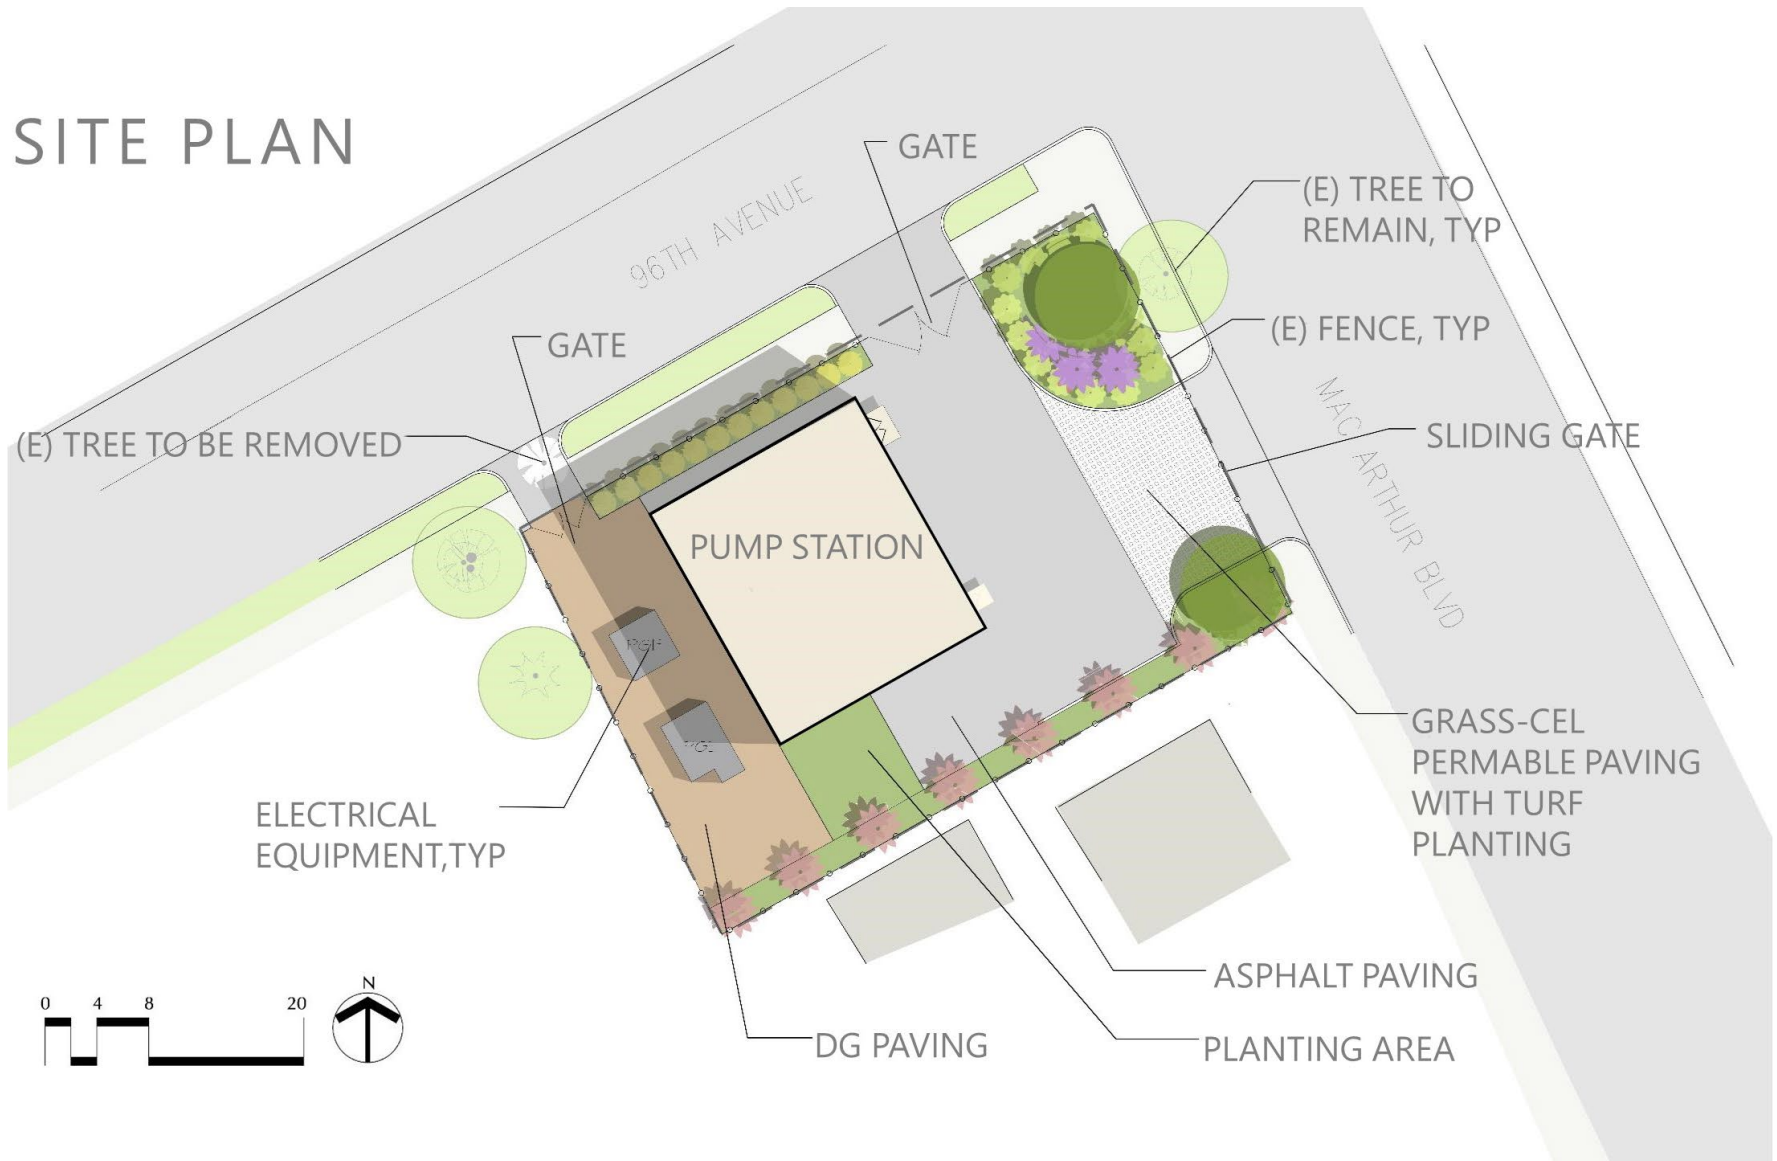 SITE PLAN
GATE
96TH AVENUE
(E) TREE TO
REMAIN, TYP
GATE
(E) FENCE, TYP
(E) TREE TO BE REMOVED
SLIDING GATE
MAC ARTHUR BLVD
PUMP STATION
GRASS-CEL
PERMABLE PAVING
WITH TURF
PLANTING
ELECTRICAL
EQUIPMENT,TYP
ASPHALT PAVING
DG PAVING
PLANTING AREA
0 4 8 20
N